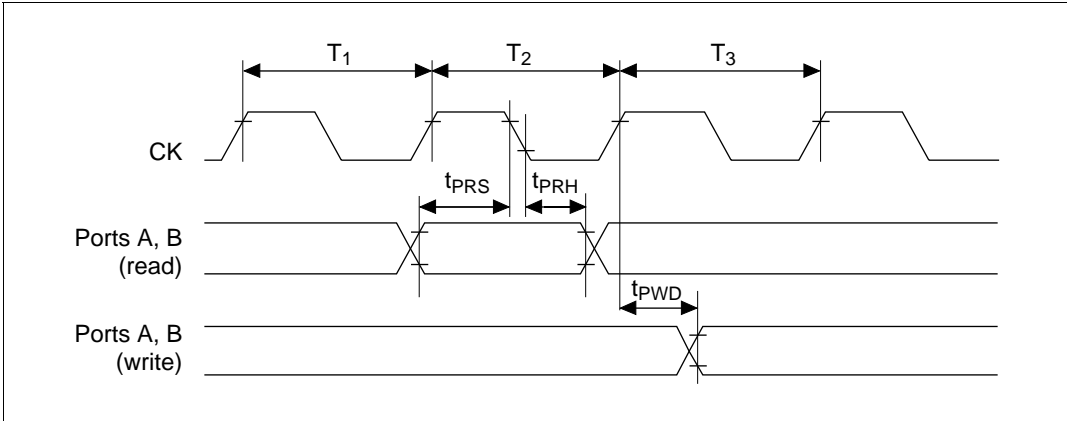 T1 T2 T3
CK
tPRS tPRH
Ports A, B
(read)
tPWD
Ports A, B
(write)